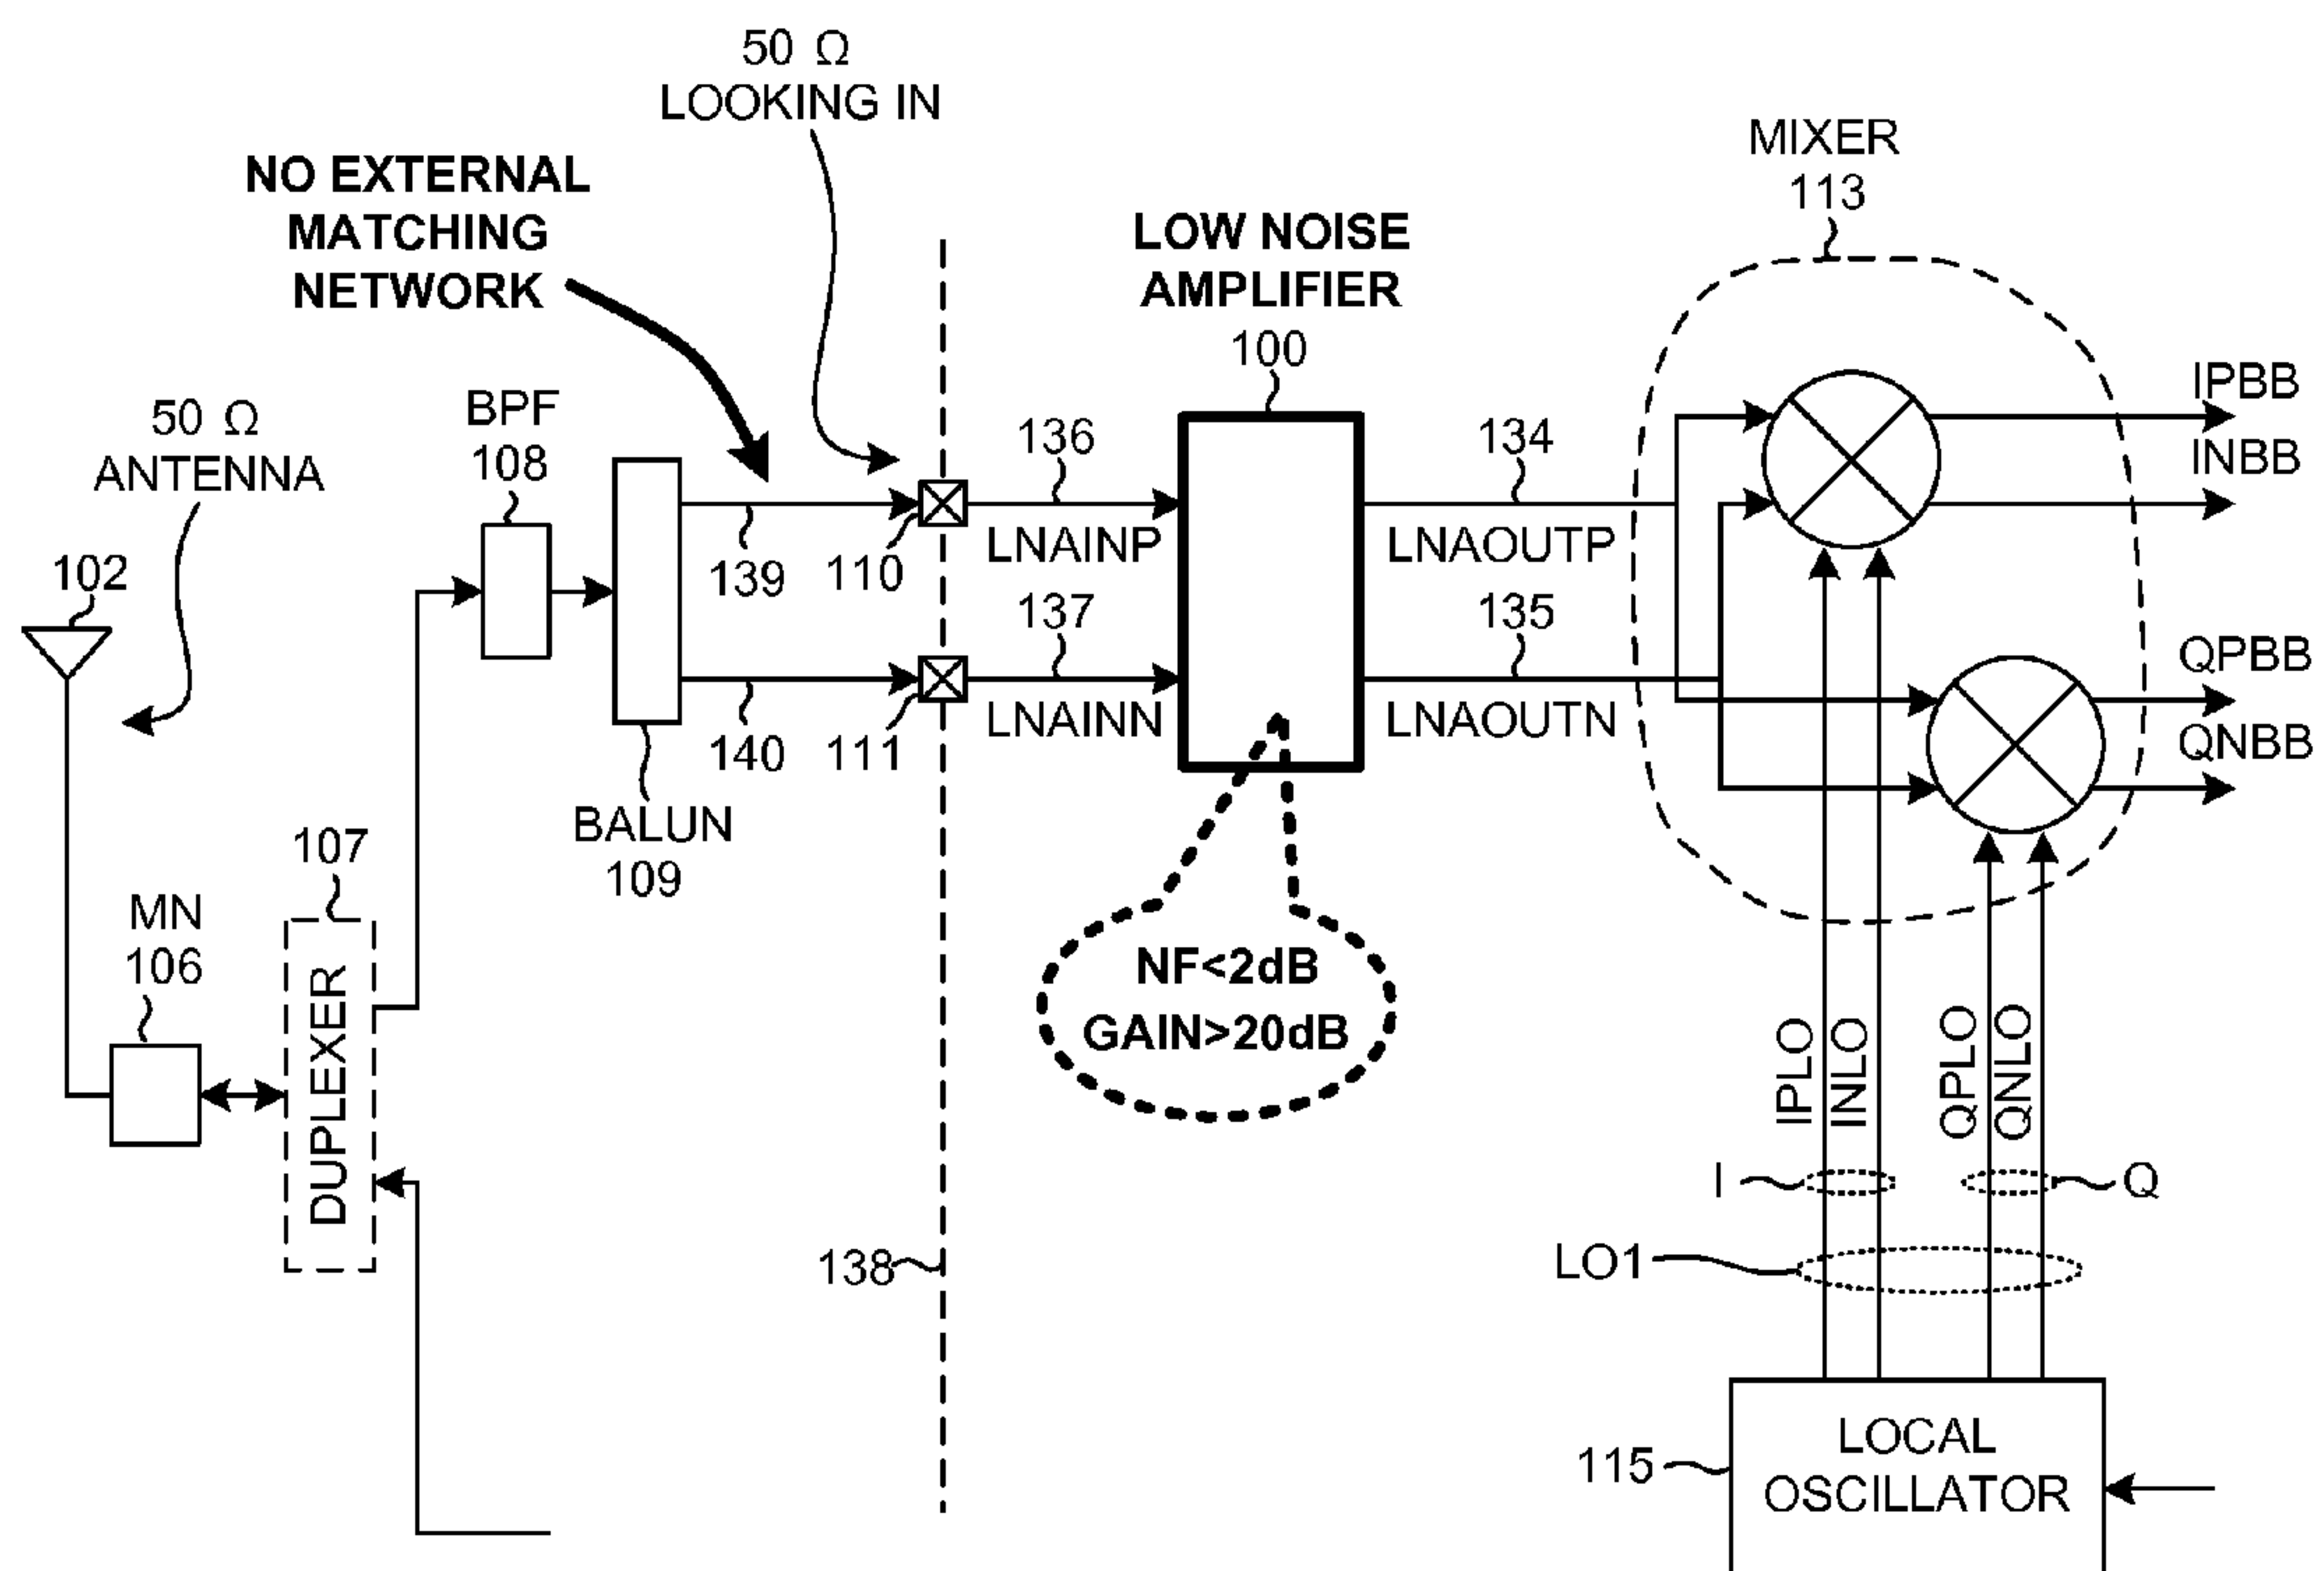 50 Ω
LOOKING IN
NO EXTERNAL
MATCHING
NETWORK
MIXER
113
LOW NOISE
AMPLIFIER
100
50 Ω
ANTENNA
BPF
108
136
134
IPBB
INBB
LNAINP
LNAOUTP
102
139
110
137
135
QPBB
QNBB
LNAINN
LNAOUTN
140
111
BALUN
109
107
MN
106
DUPLEXER
NF<2dB
GAIN>20dB
IPLO
INLO
QPLO
QNLO
I
Q
138
LO1
115
LOCAL
OSCILLATOR